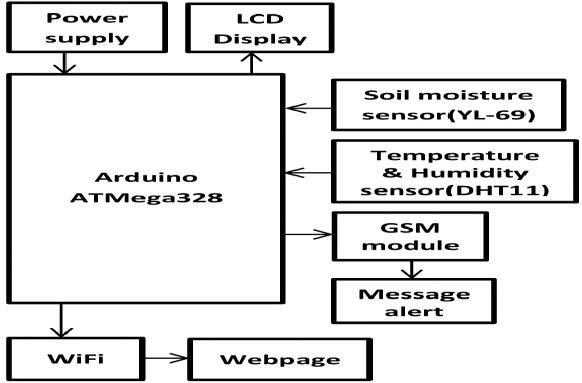 Power
supply
LCD
Display
Soil moisture
sensor(YL-69)
Arduino
ATMega328
Temperature
& Humidity
sensor(DHT11)
GSM
module
Message
alert
WiFi
Webpage